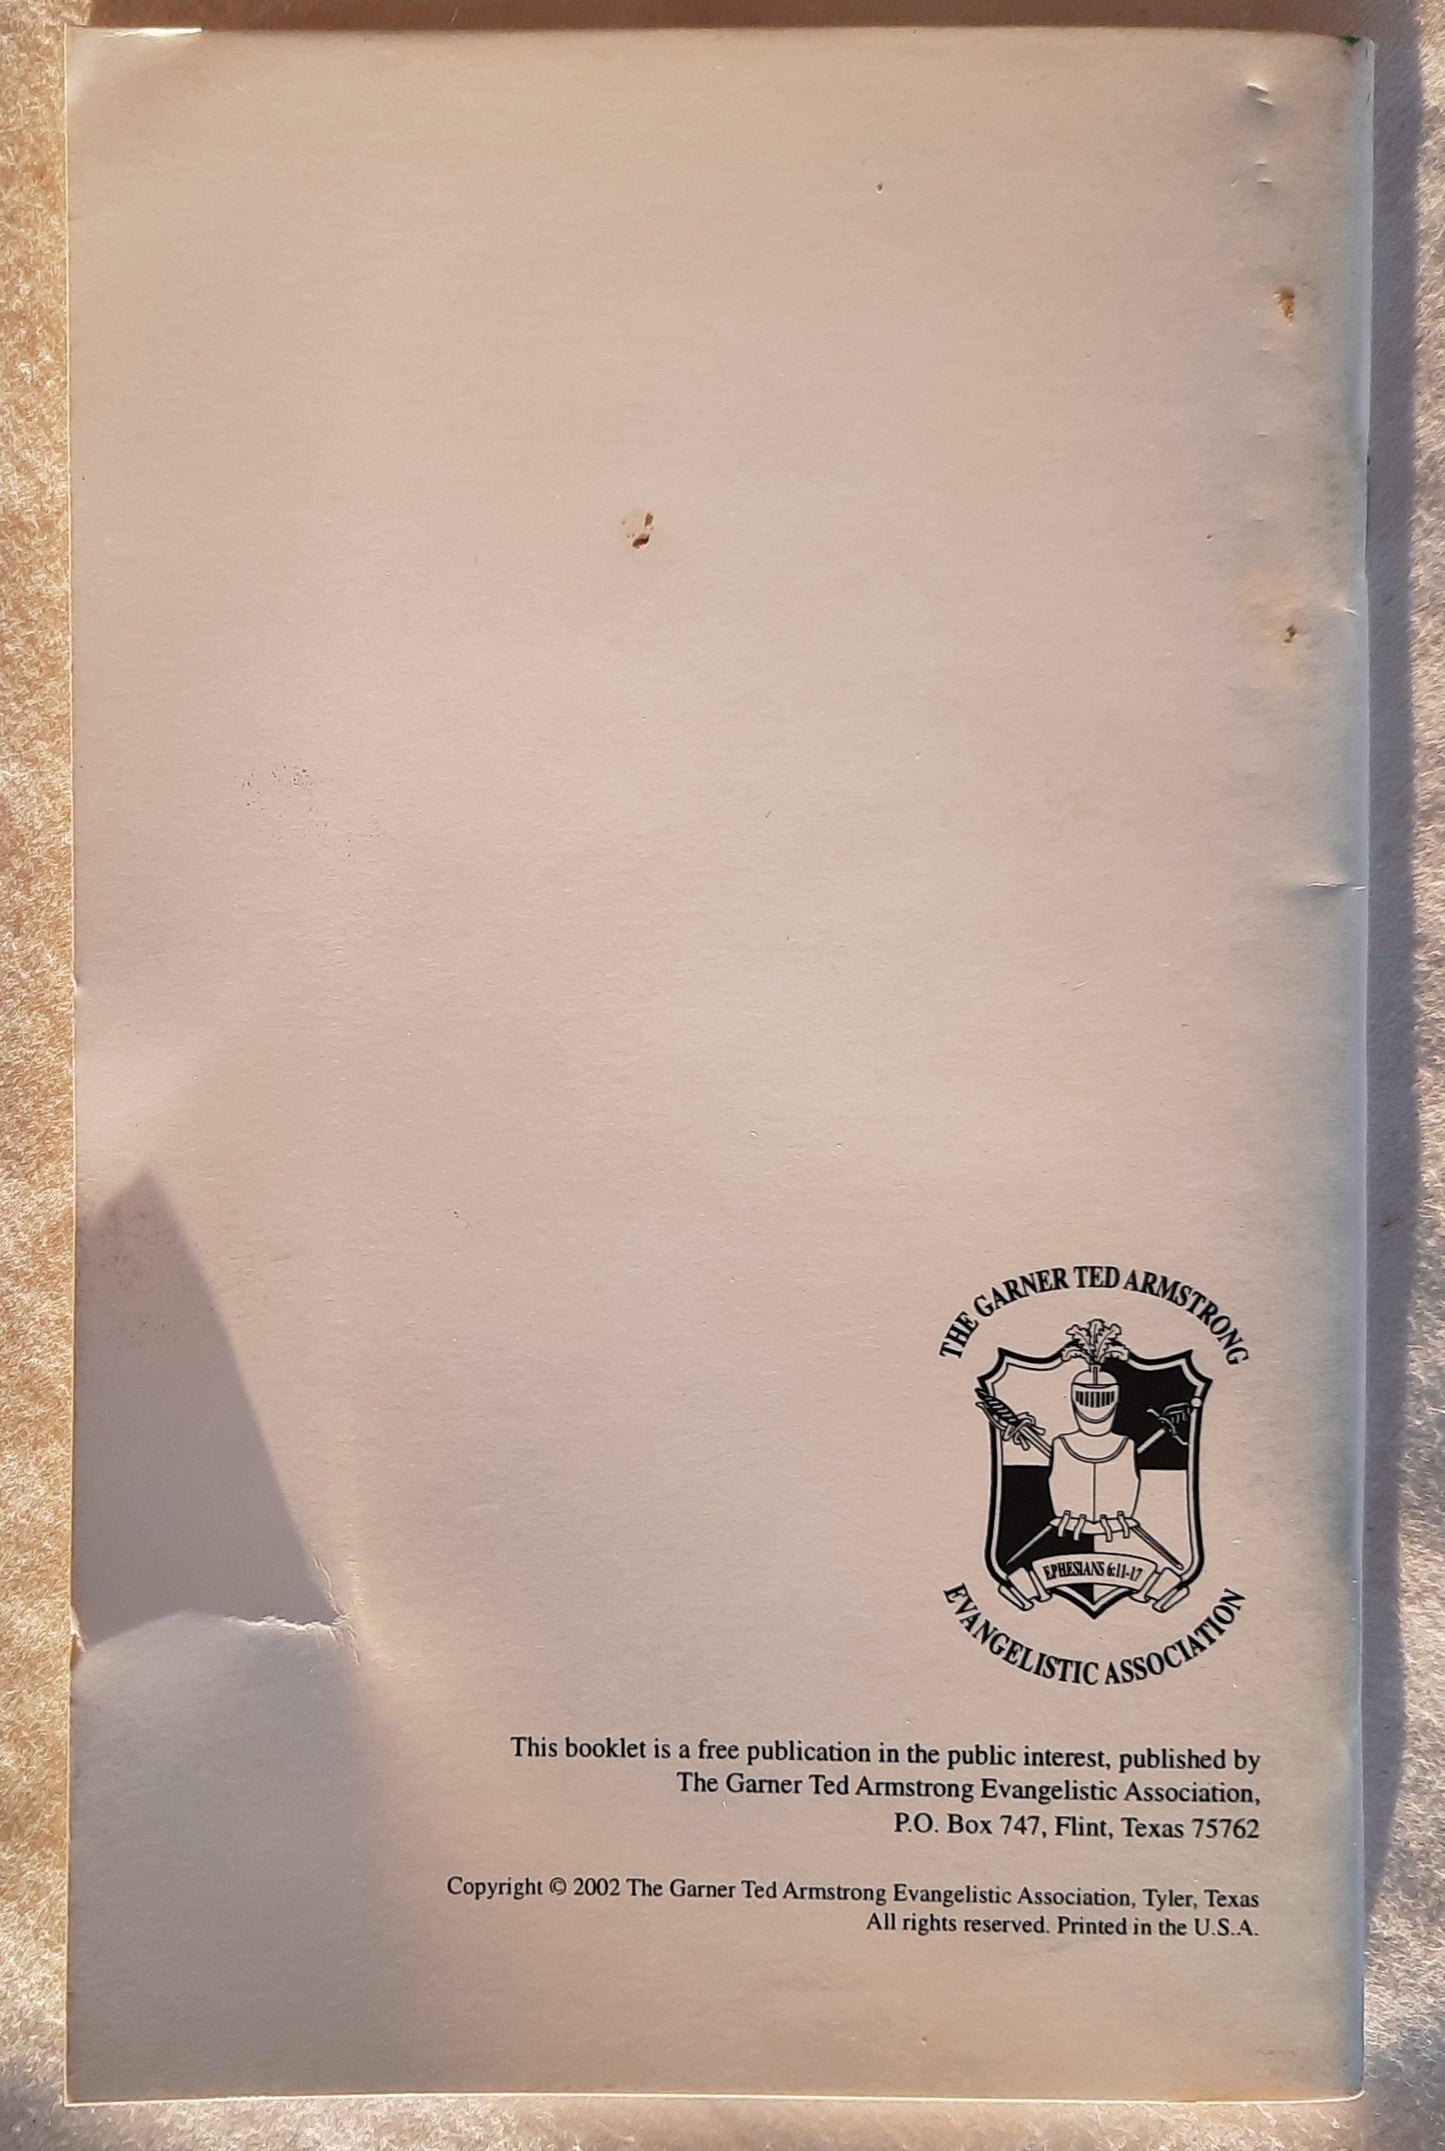 THE GARNER TED ARMSTRONG
EPHESIANS 6:11-17
EVANGELISTIC ASSOCIATION
This booklet is a free publication in the public interest, published by
The Garner Ted Armstrong Evangelistic Association,
P.O. Box 747, Flint, Texas 75762
Copyright © 2002 The Garner Ted Armstrong Evangelistic Association, Tyler, Texas
All rights reserved. Printed in the U.S.A.